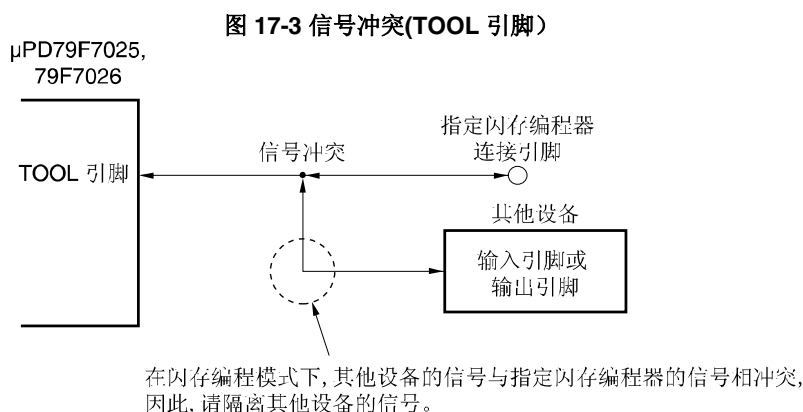 图 17-3 信号冲突(TOOL 引脚）
μPD79F7025,
79F7026
TOOL 引脚
信号冲突
指定闪存编程器
连接引脚
其他设备
输入引脚或
输出引脚
在闪存编程模式下, 其他设备的信号与指定闪存编程器的信号相冲突,
因此, 请隔离其他设备的信号。